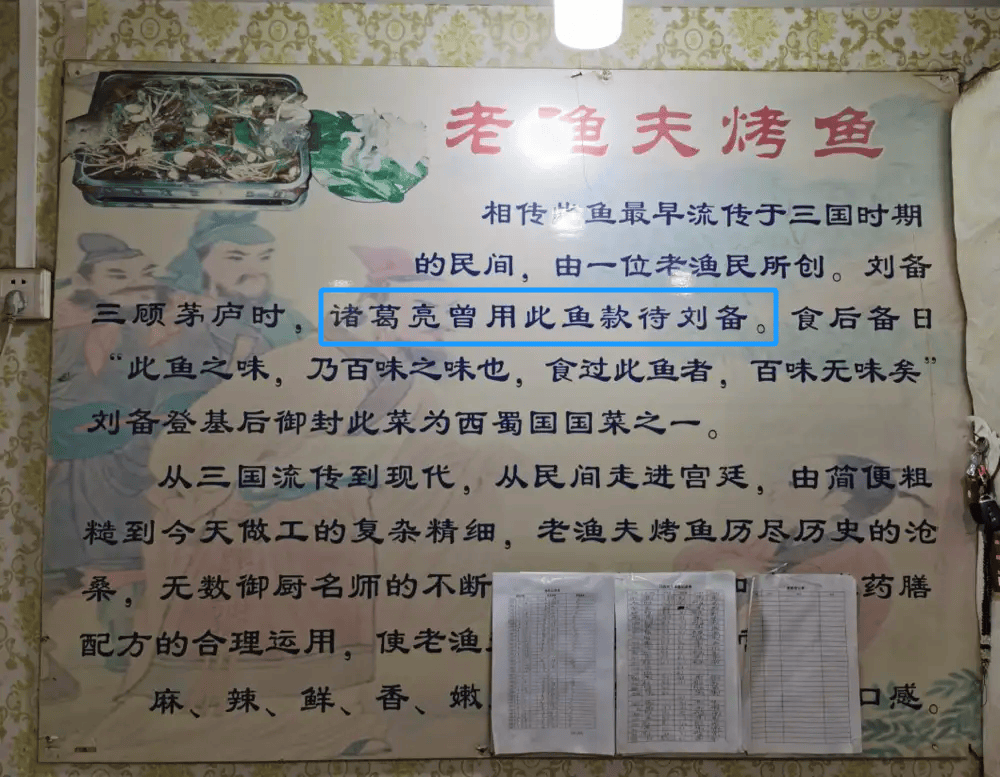 老渔夫烤鱼
相传此鱼最早流传于三国时期
的民间，由一位老渔民所创。刘备
三顾茅庐时，诸葛亮曾用此鱼款待刘备。食后备日
“此鱼之味，乃百味之味也，食过此鱼者，百味无味矣”
刘备登基后御封此菜为西蜀国国菜之一。
从三国流传到现代，从民间走进宫廷，由简便粗
糙到今天做工的复杂精细，老渔夫烤鱼历尽历史的沧
桑，无数御厨名师的不断 药膳
配方的合理运用，使老渔
麻、辣、鲜、香、嫩 口感。